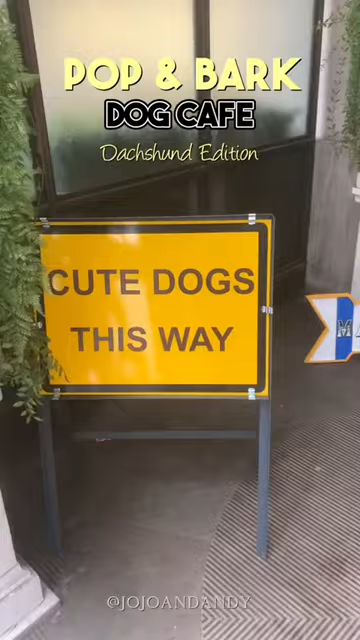 POP & BARK
DOG CAFE
Dachshund Edition
CUTE DOGS
THIS WAY
@JOJOANDANDY